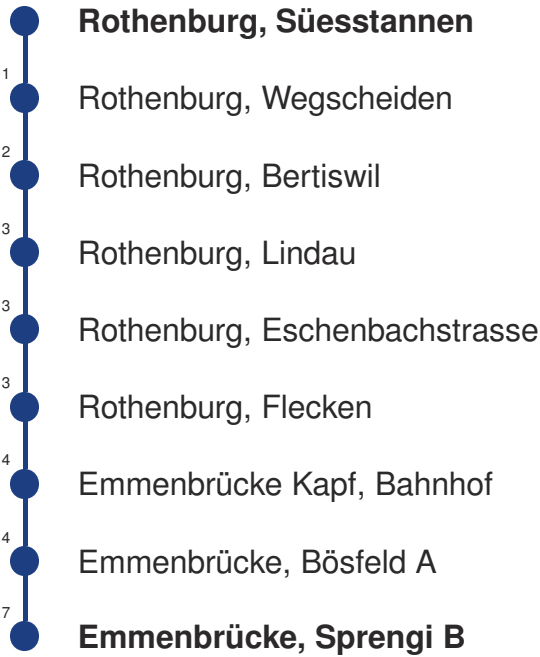 Rothenburg, Süesstannen
1
Rothenburg, Wegscheiden
2
Rothenburg, Bertiswil
3
Rothenburg, Lindau
3
Rothenburg, Eschenbachstrasse
3
Rothenburg, Flecken
4
Emmenbrücke Kapf, Bahnhof
4
Emmenbrücke, Bösfeld A
7
Emmenbrücke, Sprengi B